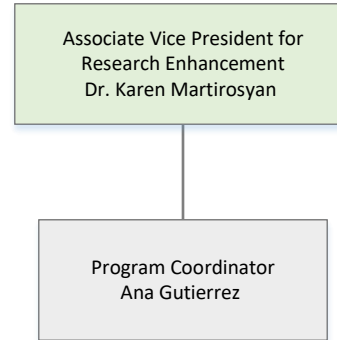 Associate Vice President for
Research Enhancement
Dr. Karen Martirosyan
Program Coordinator
Ana Gutierrez